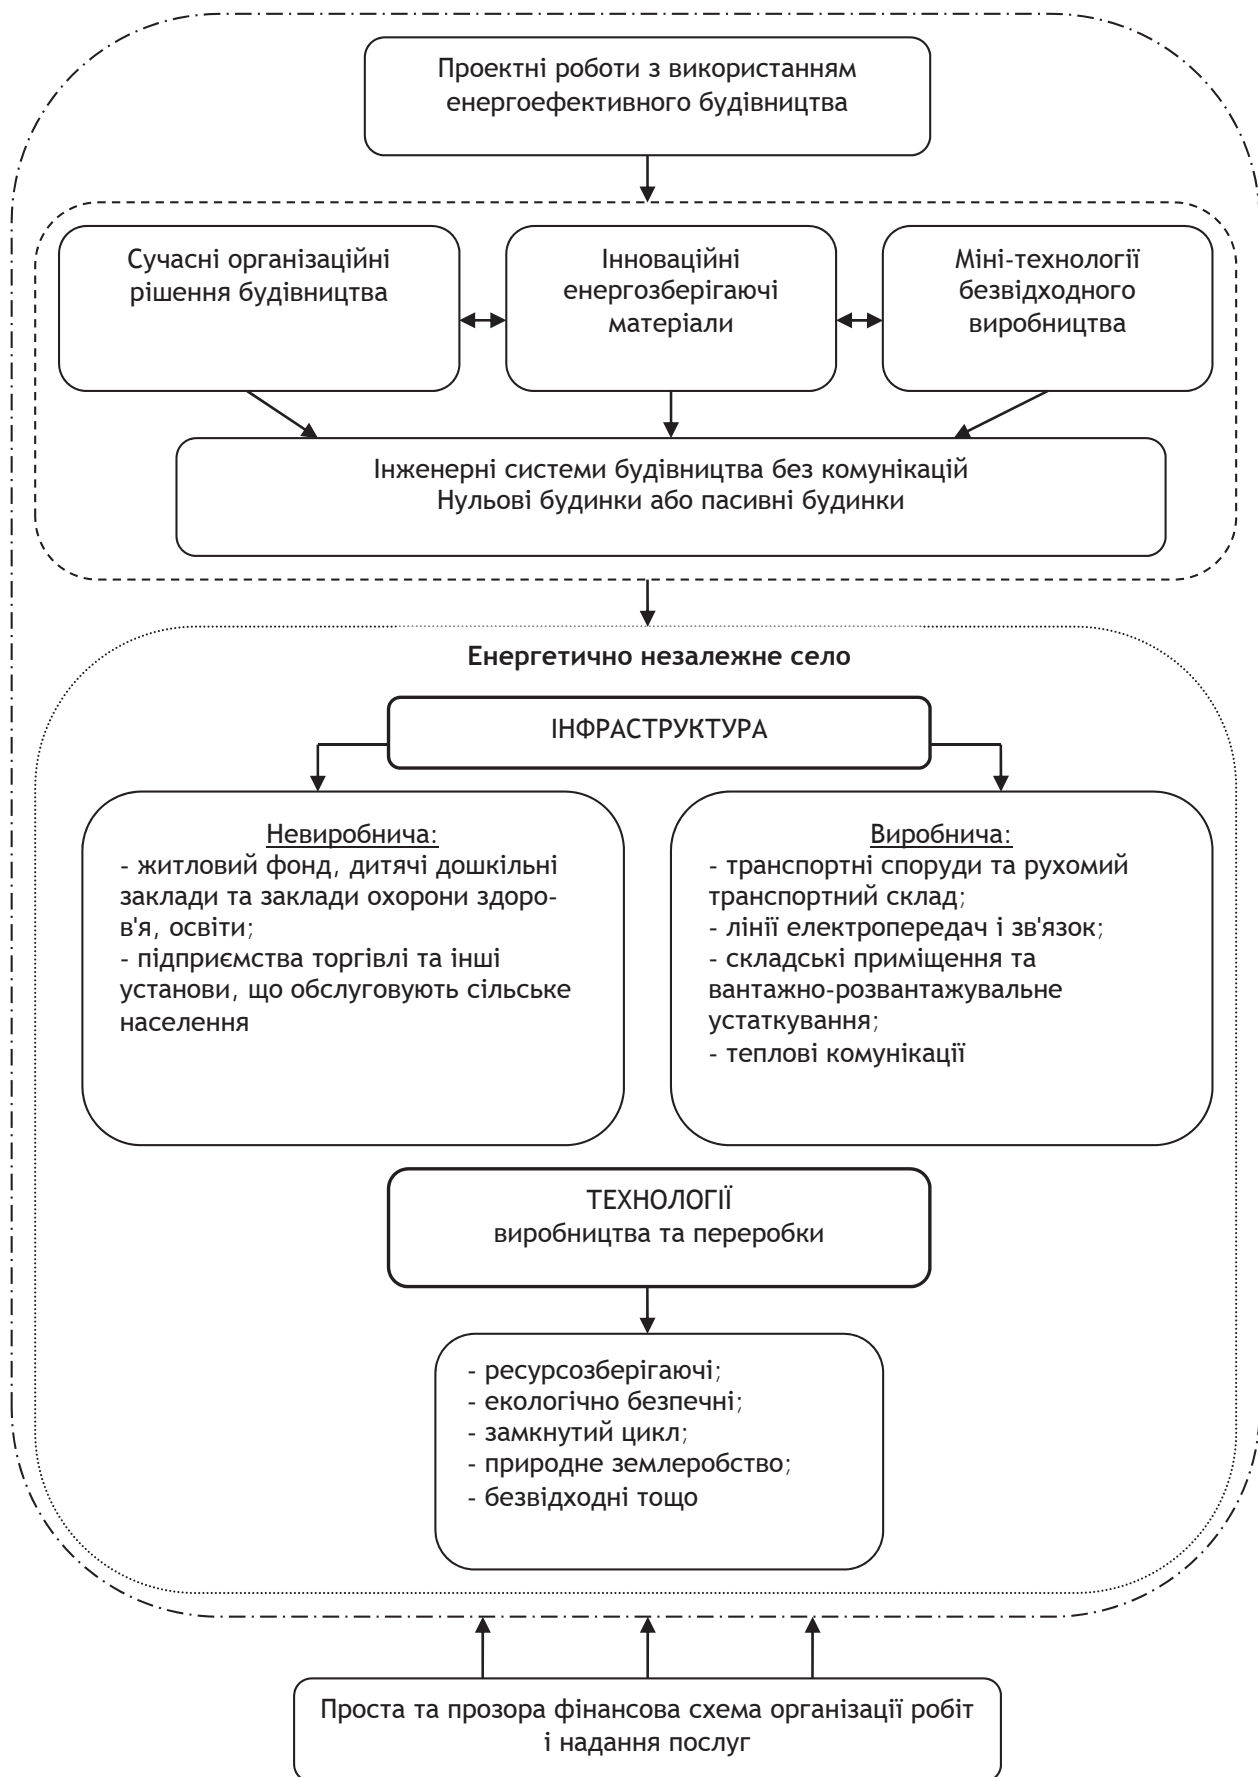 Проектні роботи з використанням
енергоефективного будівництва
Сучасні організаційні
рішення будівництва
Інноваційні
енергозберігаючі
матеріали
Міні-технології
безвідходного
виробництва
Інженерні системи будівництва без комунікацій
Нульові будинки або пасивні будинки
Енергетично незалежне село
ІНФРАСТРУКТУРА
Невиробнича:
- житловий фонд, дитячі дошкільні
заклади та заклади охорони здоро-
в'я, освіти;
- підприємства торгівлі та інші
установи, що обслуговують сільське
населення
Виробнича:
- транспортні споруди та рухомий
транспортний склад;
- лінії електропередач і зв'язок;
- складські приміщення та
вантажно-розвантажувальне
устаткування;
- теплові комунікації
ТЕХНОЛОГІЇ
виробництва та переробки
- ресурсозберігаючі;
- екологічно безпечні;
- замкнутий цикл;
- природне землеробство;
- безвідходні тощо
Проста та прозора фінансова схема організації робіт
і надання послуг